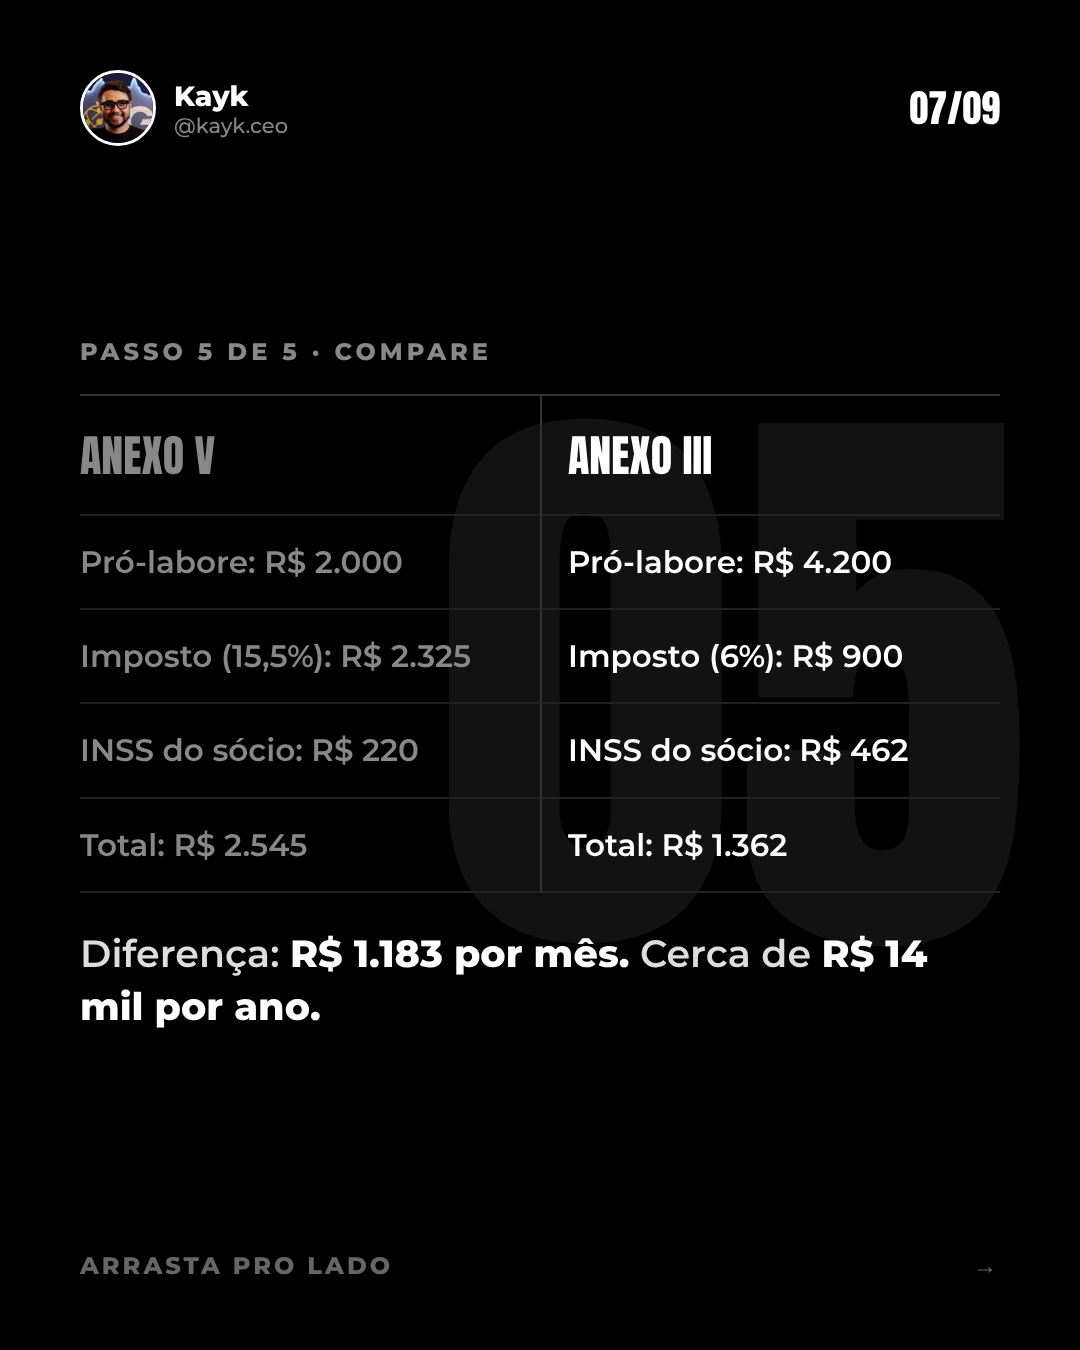 Kayk
@kayk.ceo
07/09
PASSO 5 DE 5 · COMPARE
05
ANEXO V
ANEXO III
Pró-labore: R$ 2.000
Pró-labore: R$ 4.200
Imposto (15,5%): R$ 2.325
Imposto (6%): R$ 900
INSS do sócio: R$ 220
INSS do sócio: R$ 462
Total: R$ 2.545
Total: R$ 1.362
Diferença: R$ 1.183 por mês. Cerca de R$ 14
mil por ano.
ARRASTA PRO LADO
→